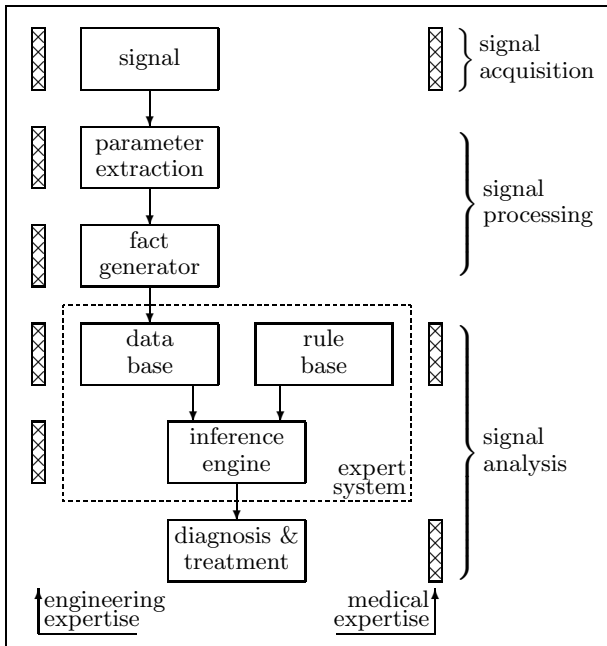 signal
signal
acquisition
parameter
extraction
signal
processing
fact
generator
data
base
rule
base
inference
engine
signal
analysis
expert
system
diagnosis &
treatment
engineering
expertise
medical
expertise